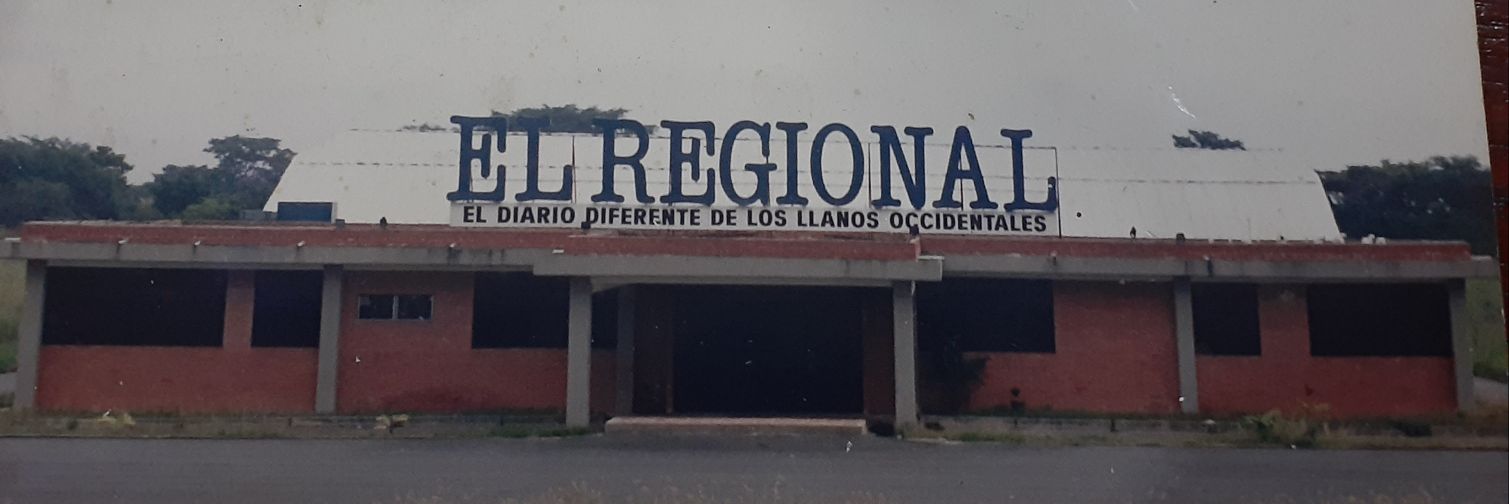 EL REGIONAL
EL DIARIO DIFERENTE DE LOS LLANOS OCCIDENTALES